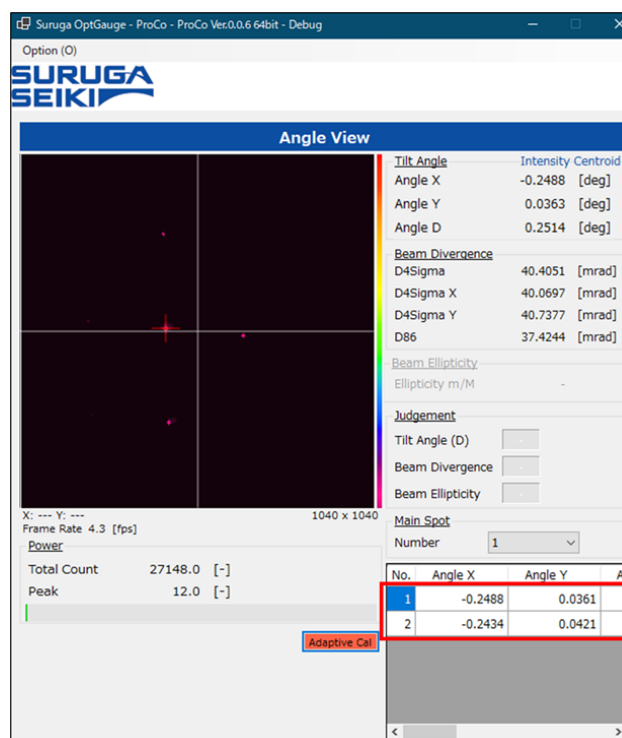 Suruga OptGauge - ProCo - ProCo Ver.0.0.6 64bit - Debug
Option (O)
SURUGA
SEIKI
Angle View
Tilt Angle Intensity Centroid
Angle X -0.2488 [deg]
Angle Y 0.0363 [deg]
Angle D 0.2514 [deg]
Beam Divergence
D4Sigma 40.4051 [mrad]
D4Sigma X 40.0697 [mrad]
D4Sigma Y 40.7377 [mrad]
D86 37.4244 [mrad]
Beam Ellipticity
Ellipticity m/M -
Judgement
Tilt Angle (D) -
Beam Divergence -
Beam Ellipticity -
Main Spot
Number 1
X: --- Y: --- 1040 x 1040
Frame Rate 4.3 [fps]
Power
Total Count 27148.0 [-]
Peak 12.0 [-]
Adaptive Cal
No. Angle X Angle Y A
1 -0.2488 0.0361
2 -0.2434 0.0421